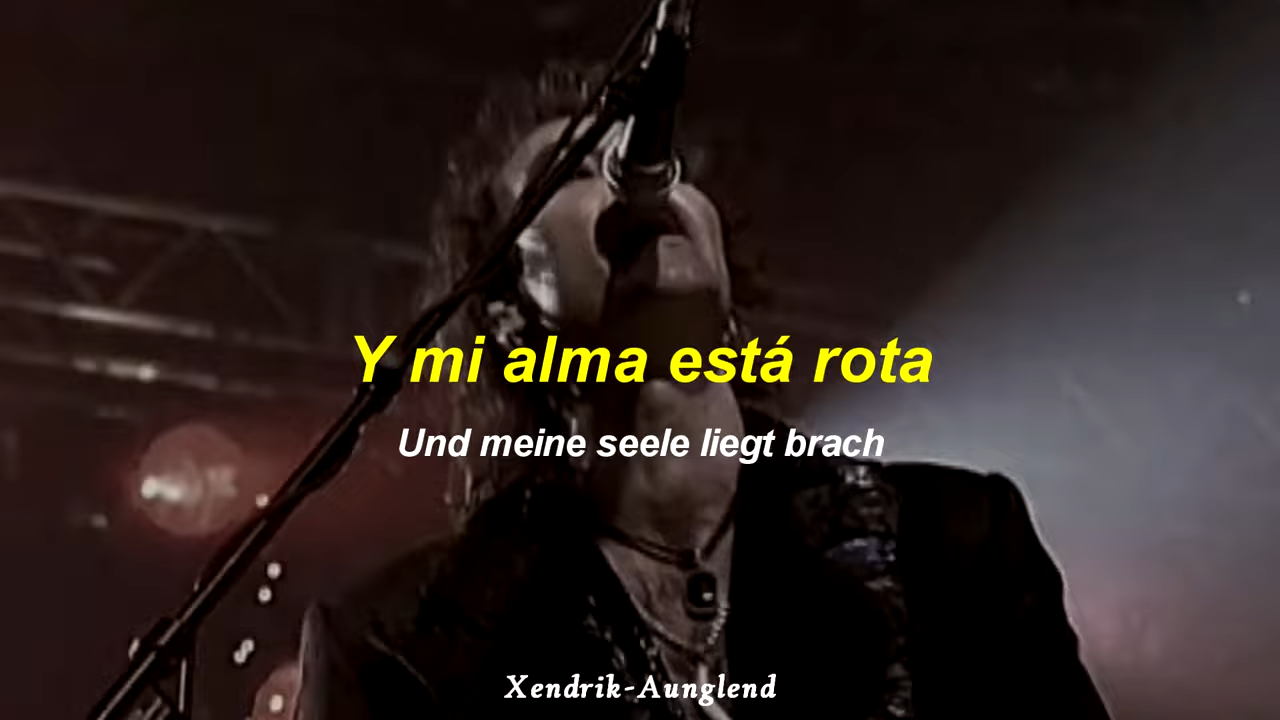 Y mi alma está rota
Und meine seele liegt brach
Xendrik-Aunglend